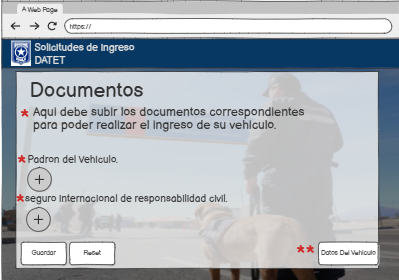 A Web Page
https://
Solicitudes de Ingreso
DATET
Documentos
* Aqui debe subir los documentos correspondientes
para poder realizar el ingreso de su vehiculo.
* Padron del Vehiculo.
+
*seguro internacional de responsabilidad civil.
+
Guardar Reset ** Datos Del Vehiculo